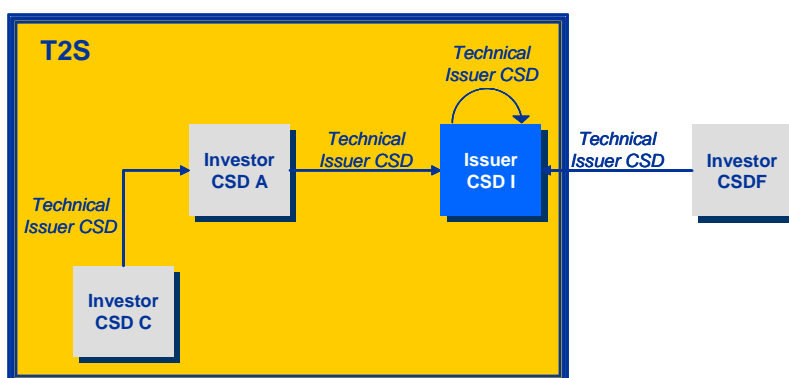 T2S
Technical
Issuer CSD
Investor
CSD A
Technical
Issuer CSD
Issuer
CSD I
Technical
Issuer CSD
Investor
CSDF
Technical
Issuer CSD
Investor
CSD C